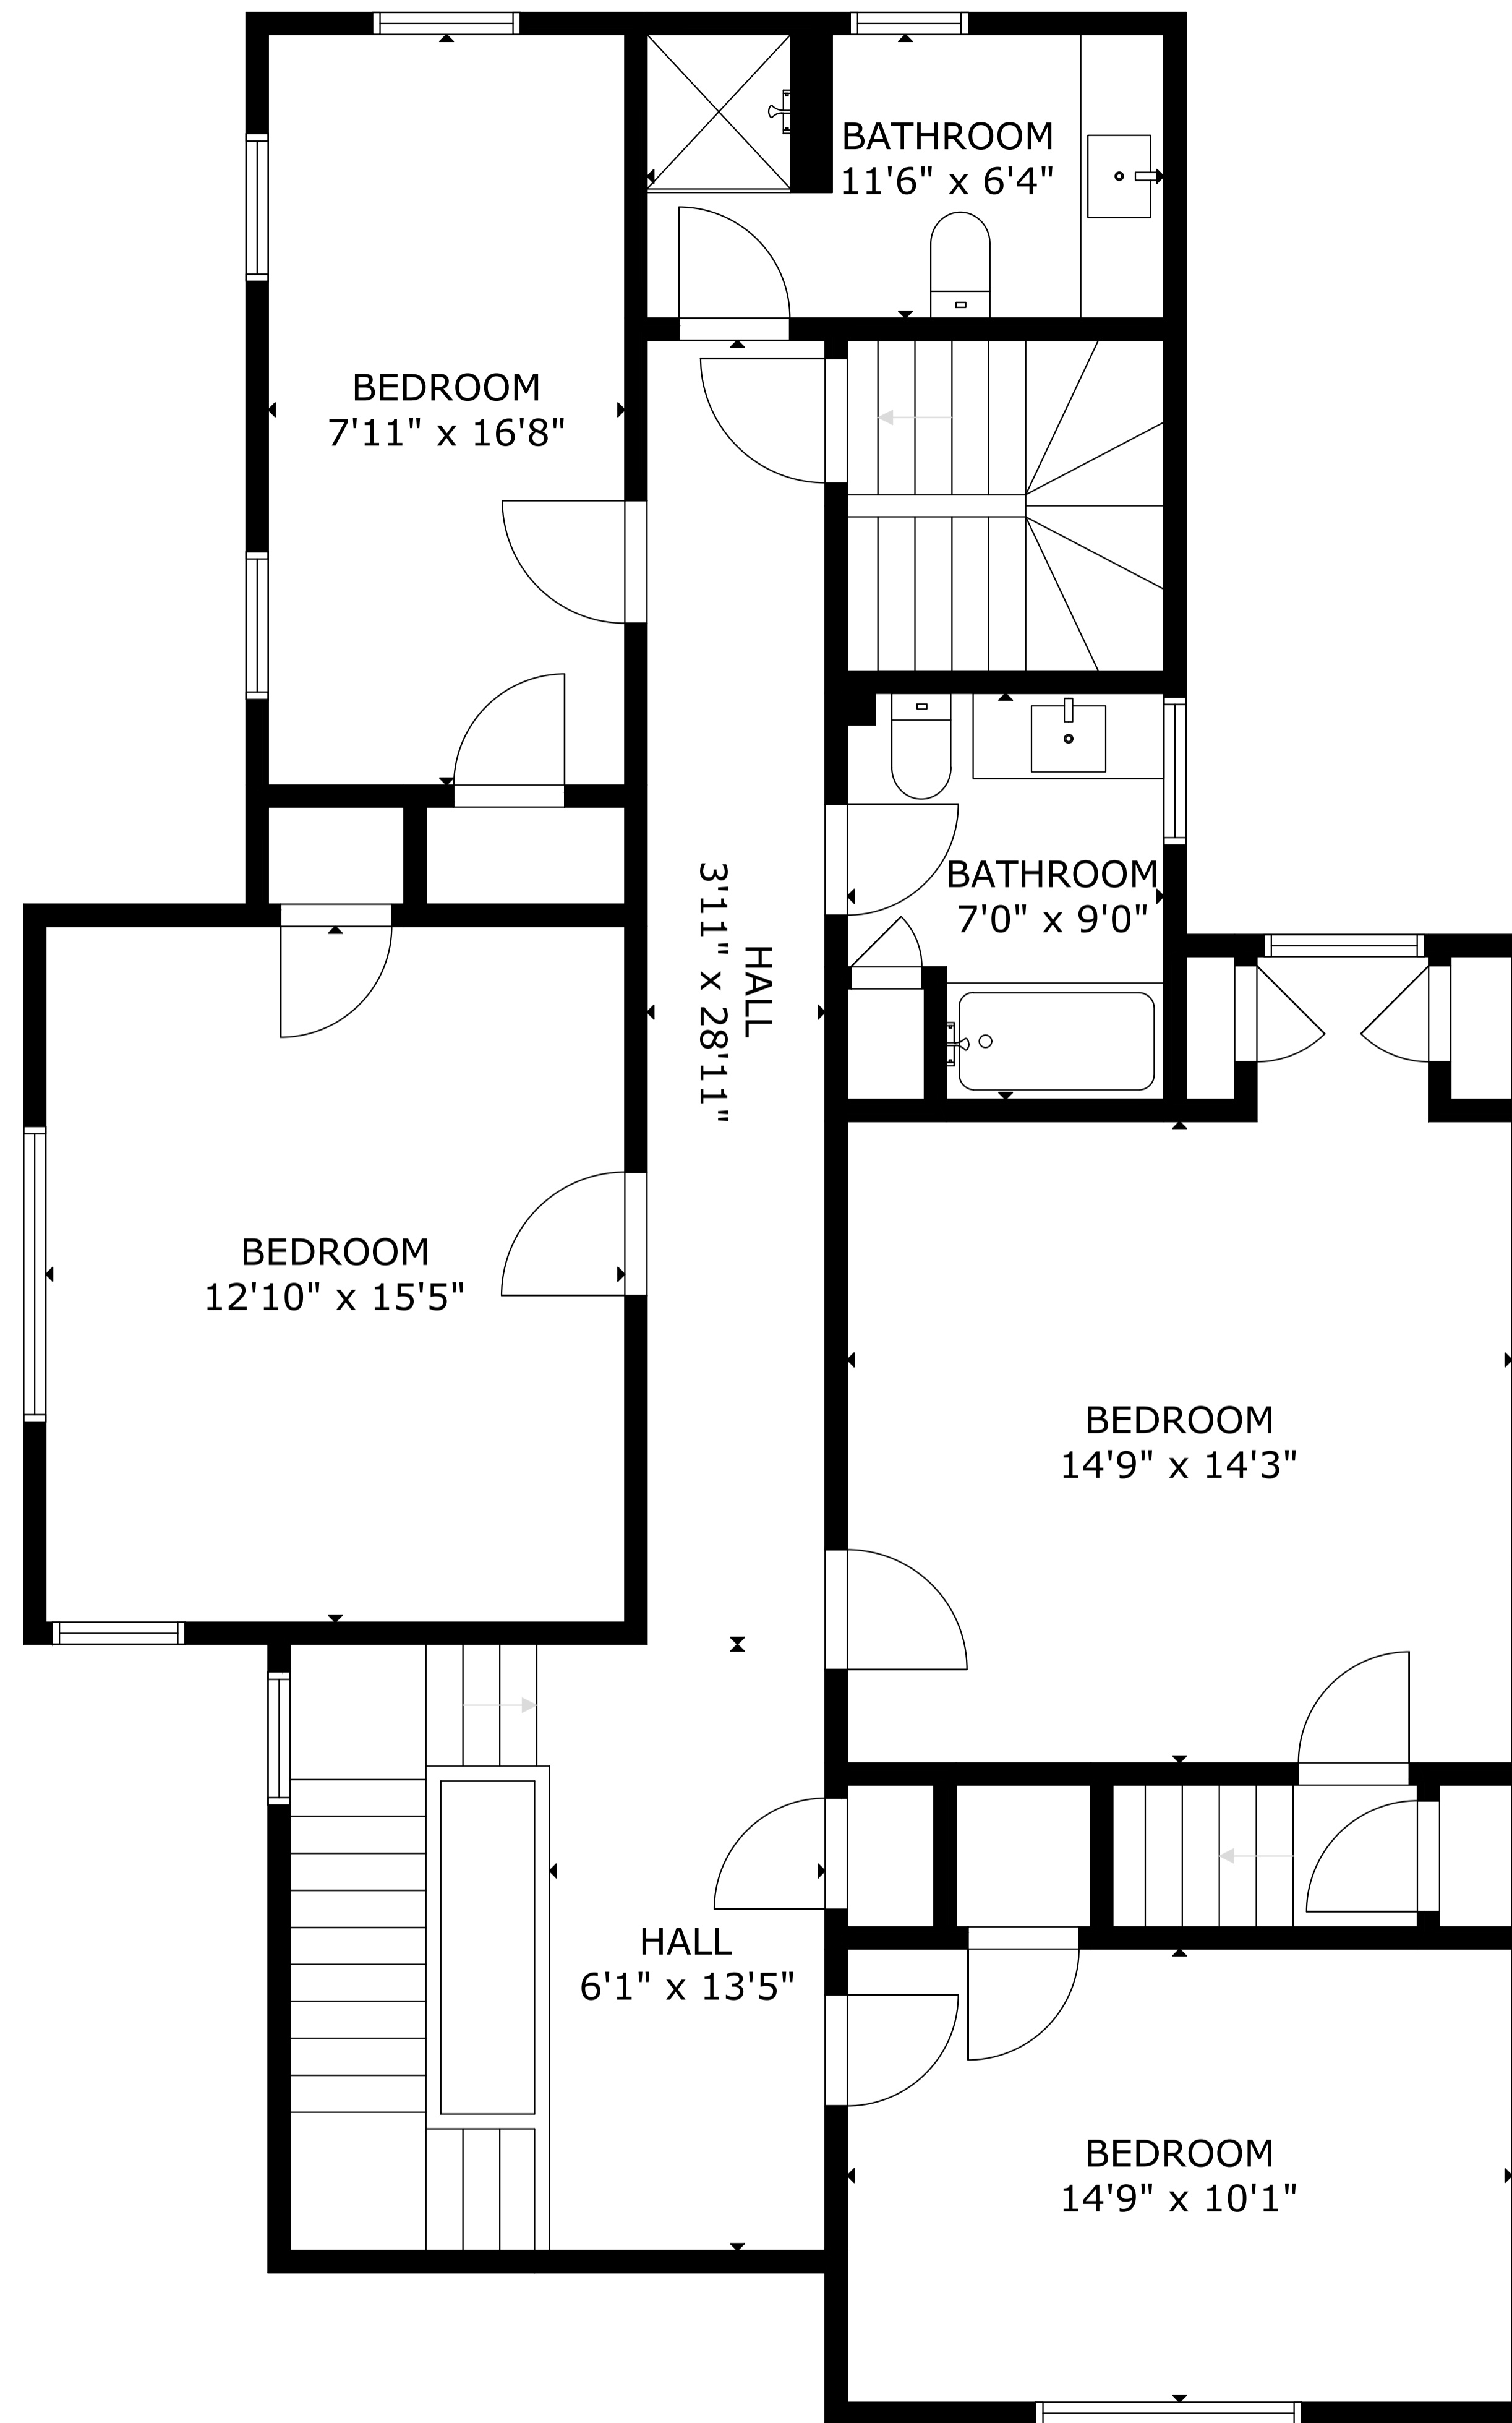 BATHROOM
11'6" x 6'4"
BEDROOM
7'11" x 16'8"
BATHROOM
7'0" x 9'0"
HALL
3'11" x 28'11"
BEDROOM
12'10" x 15'5"
BEDROOM
14'9" x 14'3"
HALL
6'1" x 13'5"
BEDROOM
14'9" x 10'1"